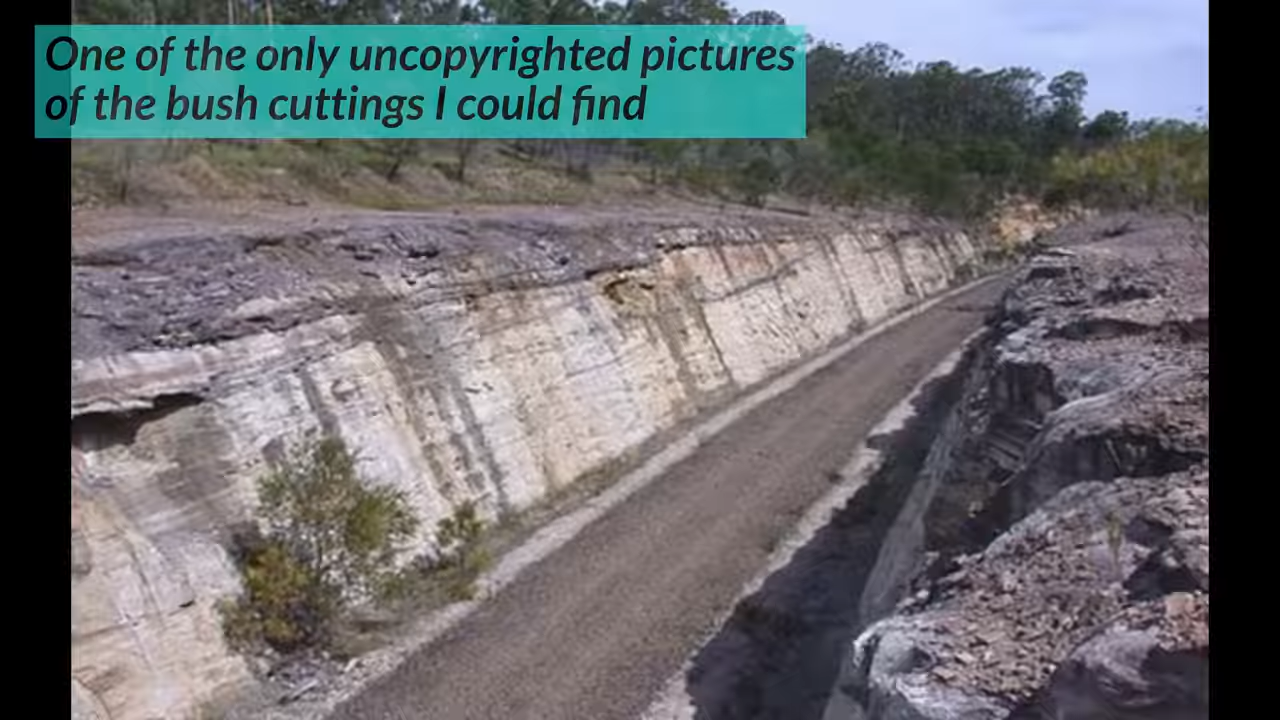 One of the only uncopyrighted pictures
of the bush cuttings I could find